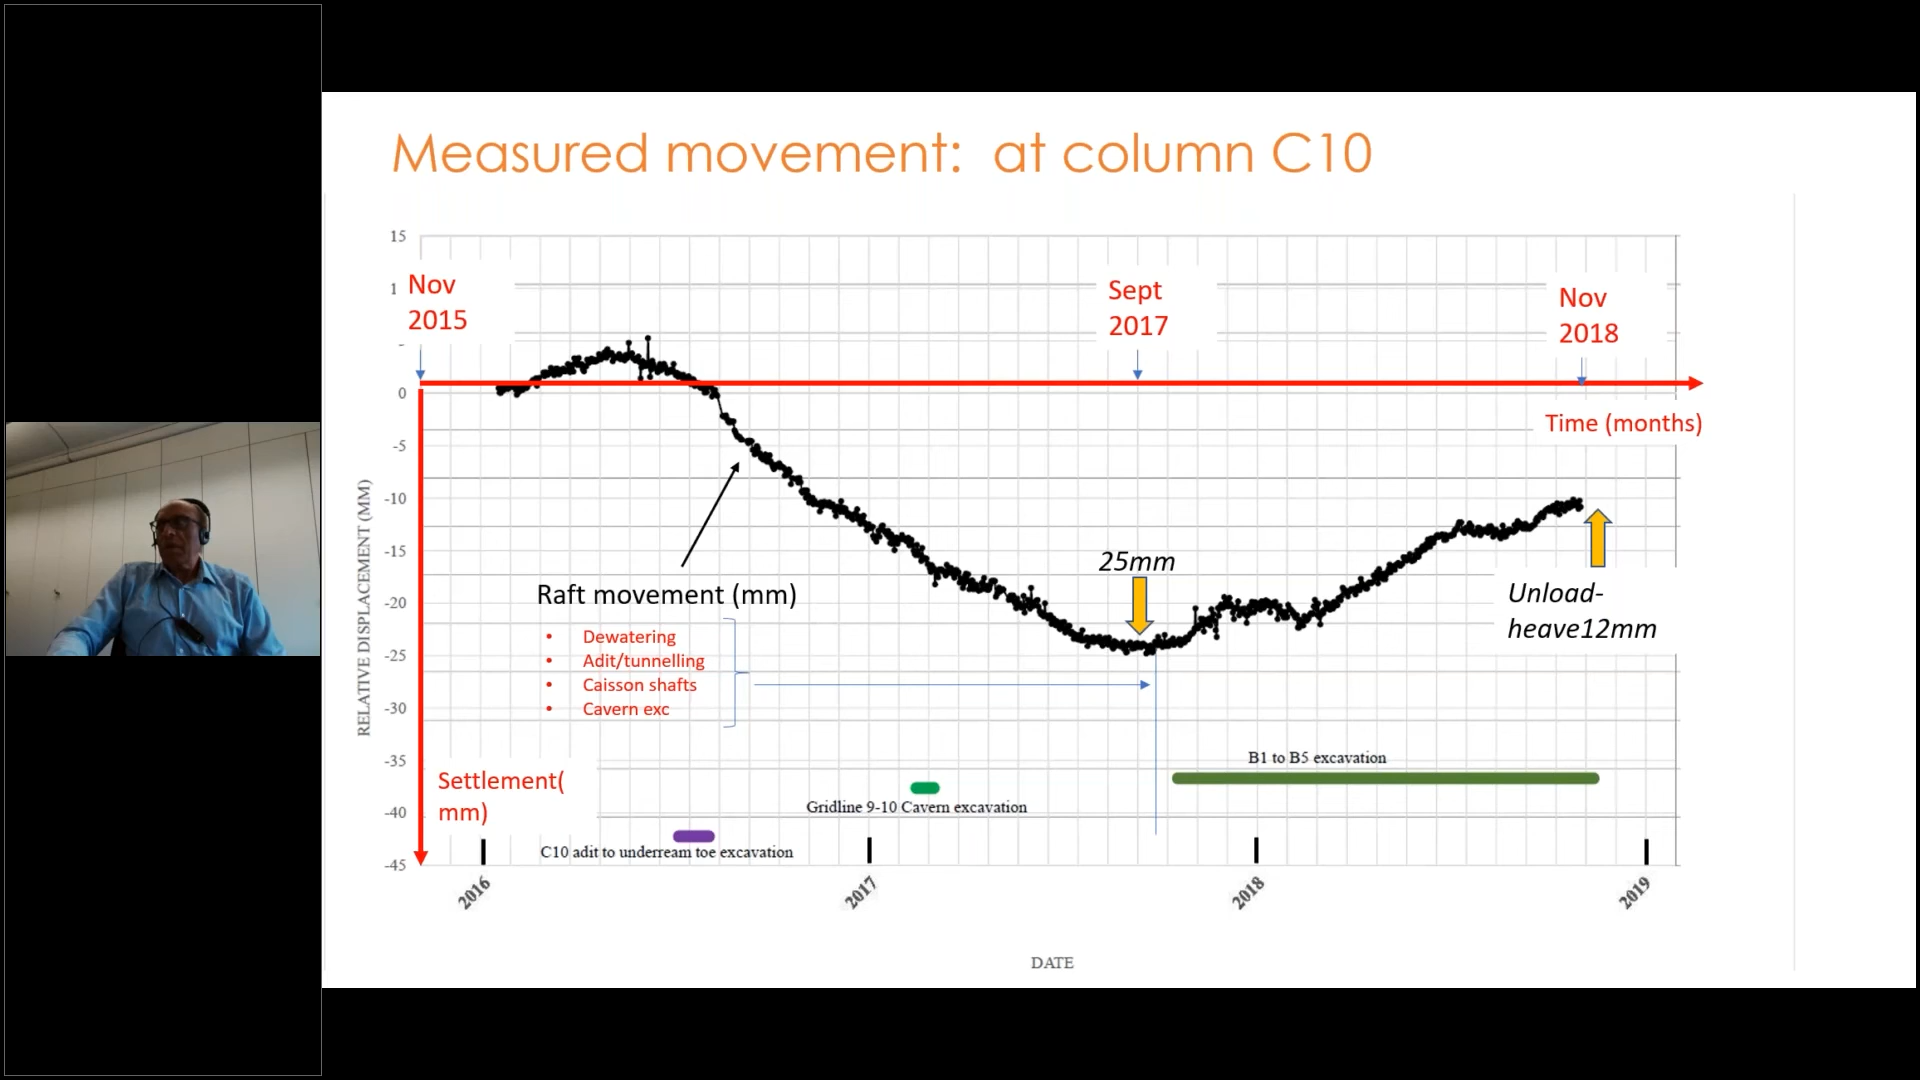 Measured movement: at column C10
15
1
Nov
2015
Sept
2017
Nov
2018
0
Time (months)
-5
-10
-15
-20
-25
-30
-35
-40
-45
RELATIVE DISPLACEMENT (MM)
25mm
Unload-
heave12mm
Raft movement (mm)
• Dewatering
• Adit/tunnelling
• Caisson shafts
• Cavern exc
B1 to B5 excavation
Settlement(
mm)
Gridline 9-10 Cavern excavation
C10 adit to underream toe excavation
2016
2017
2018
2019
DATE